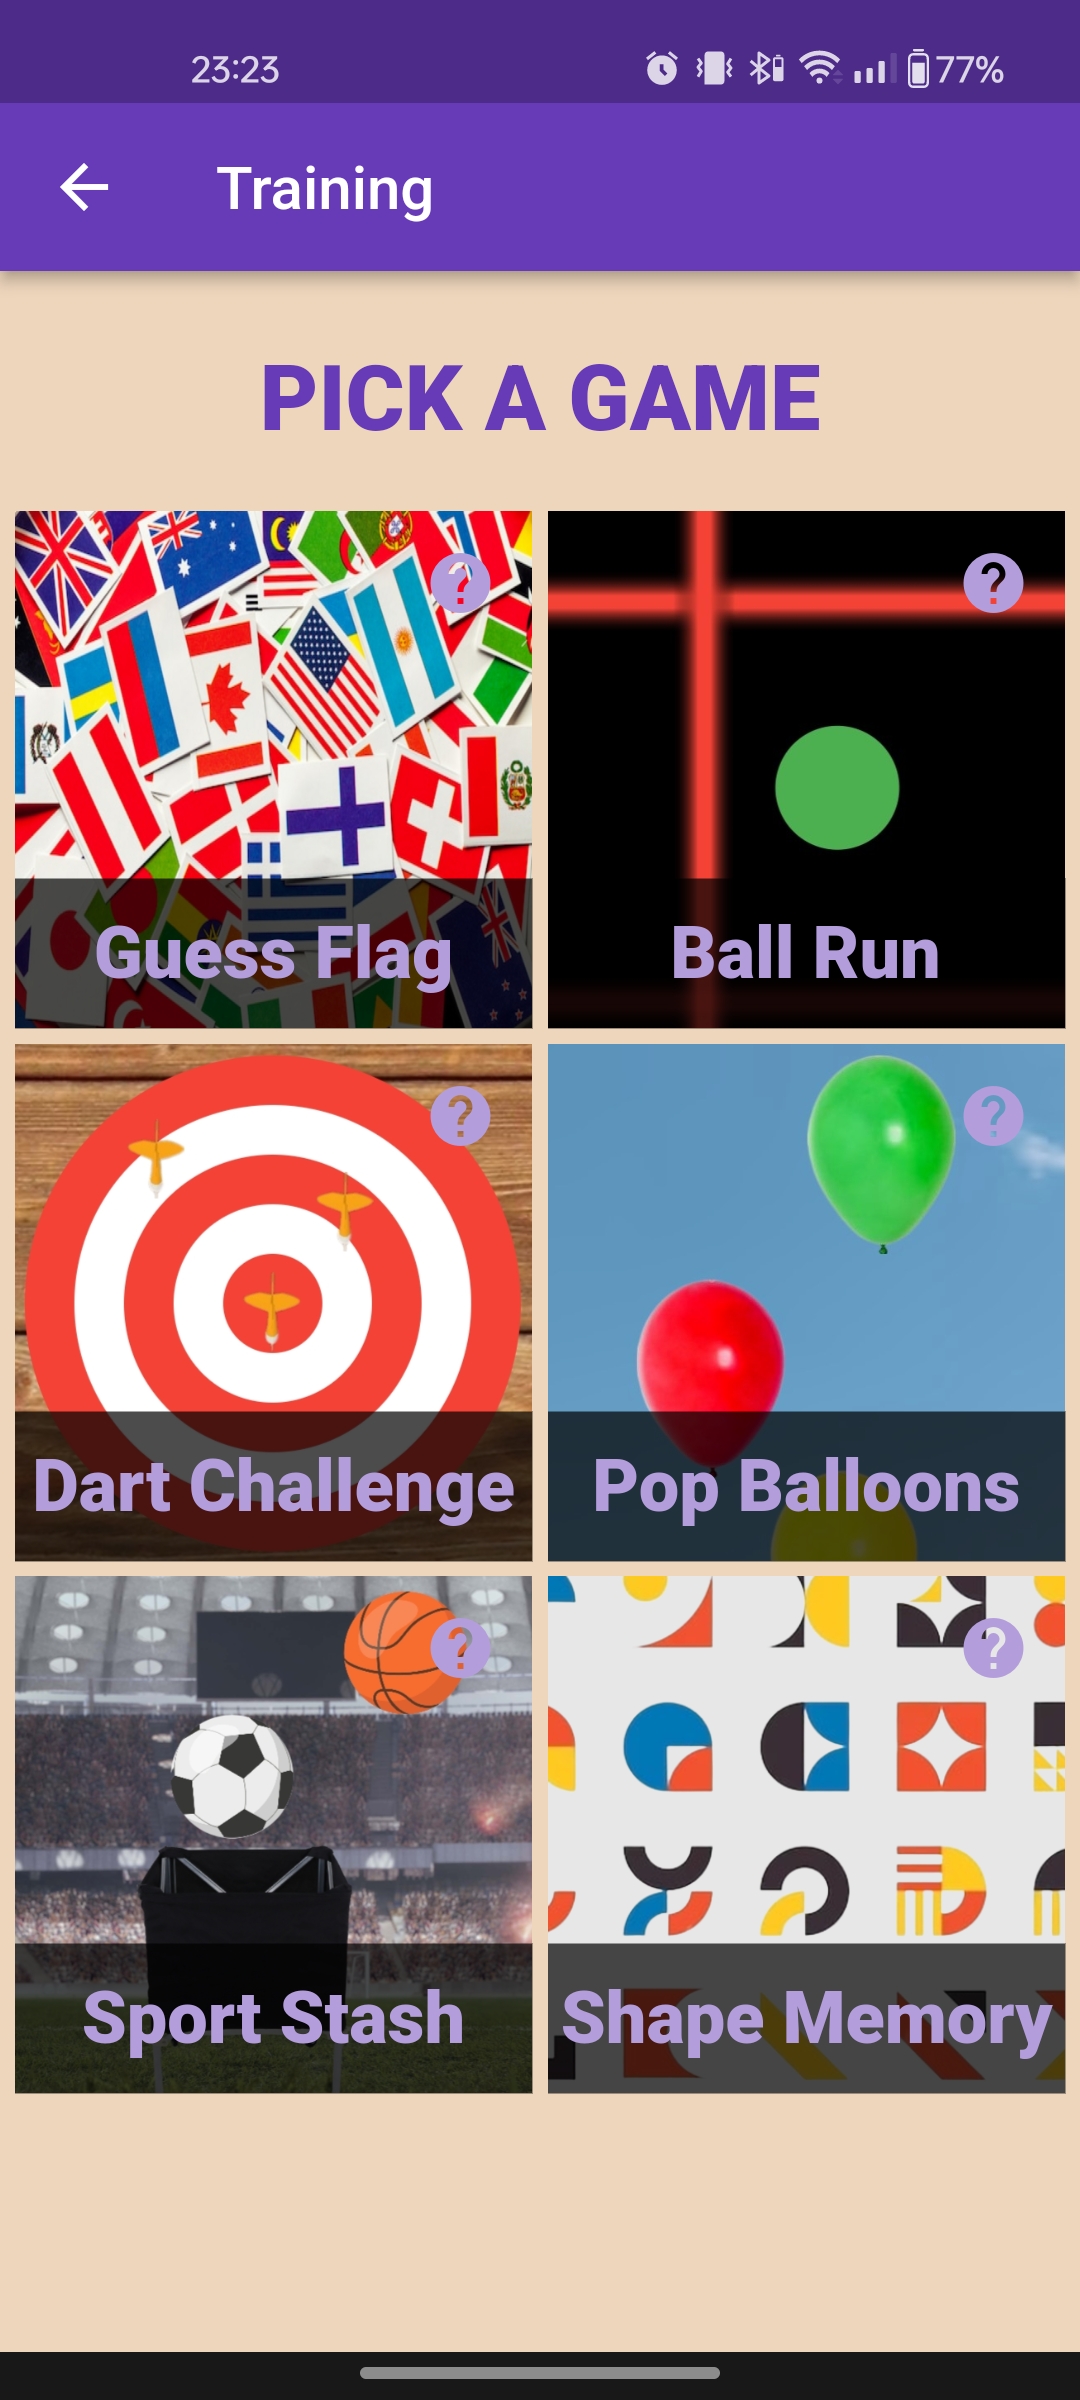 23:23 77%
Training
PICK A GAME
?
?
Guess Flag
Ball Run
?
?
Dart Challenge
Pop Balloons
?
?
Sport Stash
Shape Memory